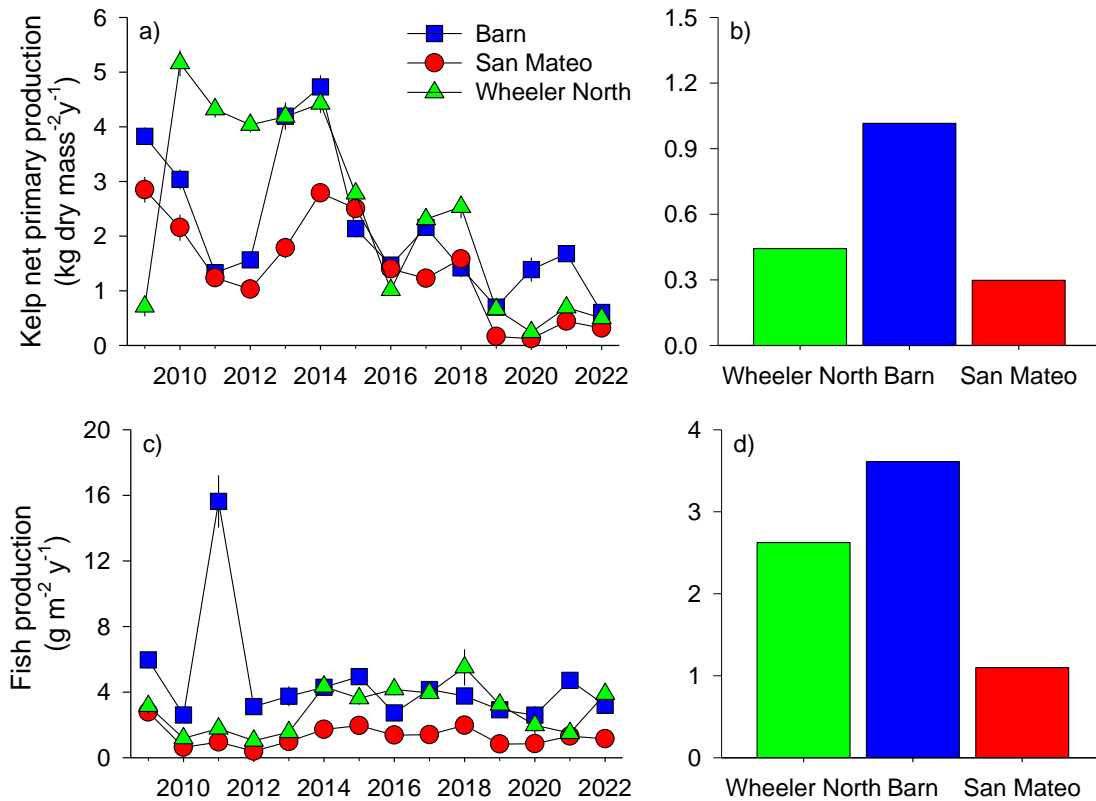 a)
Barn
San Mateo
Wheeler North
Kelp net primary production
(kg dry mass⁻²y⁻¹)
6
5
4
3
2
1
0
2010 2012 2014 2016 2018 2020 2022
b)
1.5
1.2
0.9
0.6
0.3
0.0
Wheeler North Barn San Mateo
c)
Fish production
(g m⁻² y⁻¹)
20
16
12
8
4
0
2010 2012 2014 2016 2018 2020 2022
d)
4
3
2
1
0
Wheeler North Barn San Mateo